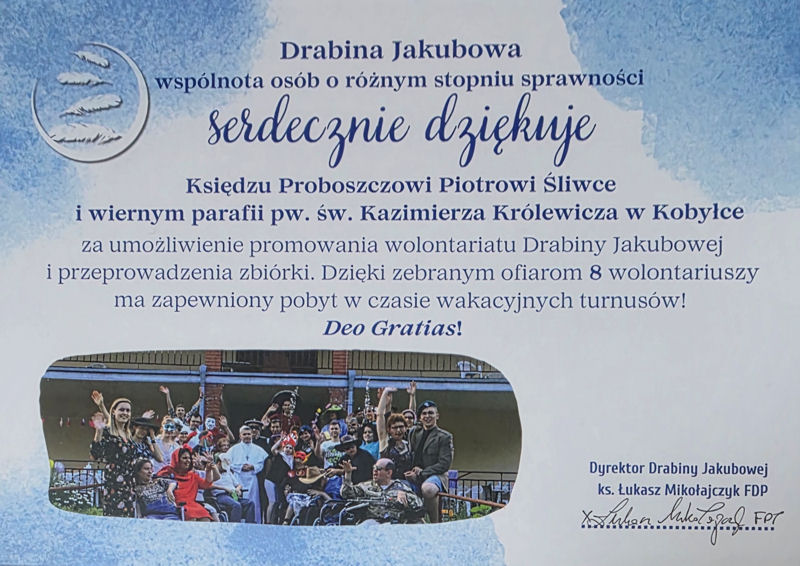 Drabina Jakubowa
wspólnota osób o różnym stopniu sprawności
serdecznie dziękuje
Księdzu Proboszczowi Piotrowi Śliwce
i wiernym parafii pw. św. Kazimierza Królewicza w Kobyłce
za umożliwienie promowania wolontariatu Drabiny Jakubowej
i przeprowadzenia zbiórki. Dzięki zebranym ofiarom 8 wolontariuszy
ma zapewniony pobyt w czasie wakacyjnych turnusów!
Deo Gratias!
Dyrektor Drabiny Jakubowej
ks. Łukasz Mikołajczyk FDP